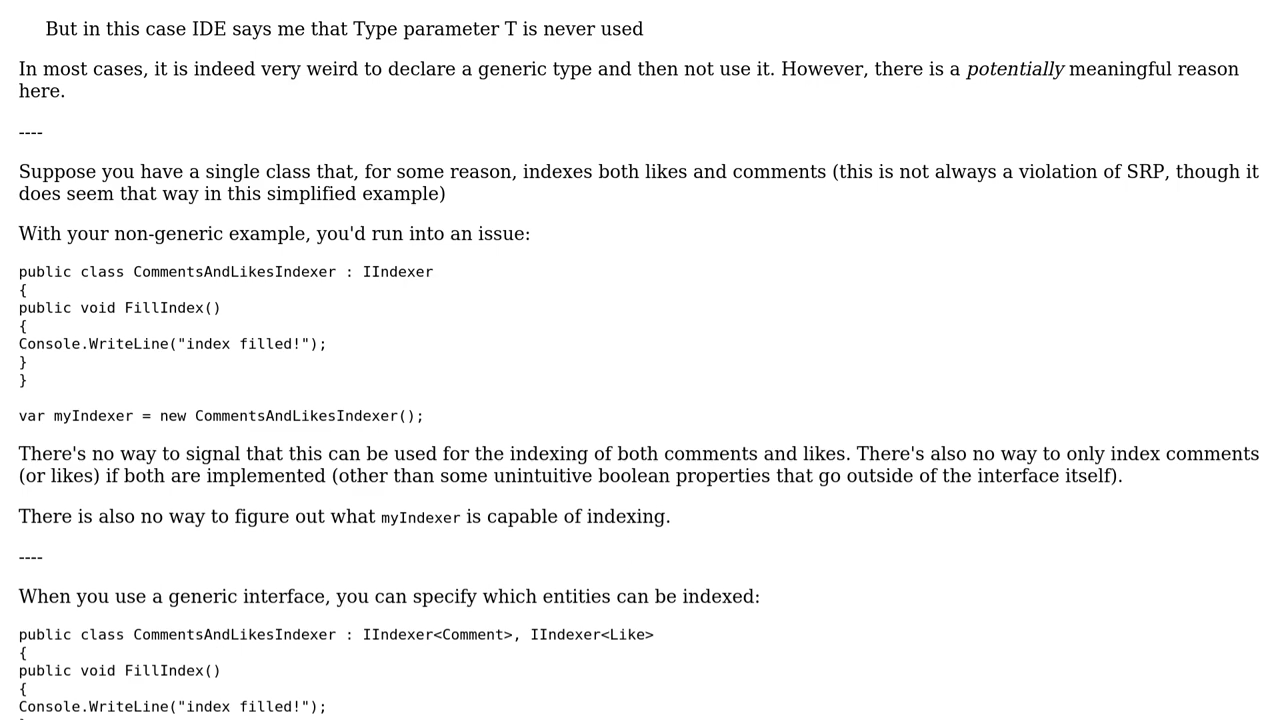 But in this case IDE says me that Type parameter T is never used
In most cases, it is indeed very weird to declare a generic type and then not use it. However, there is a potentially meaningful reason
here.
----
Suppose you have a single class that, for some reason, indexes both likes and comments (this is not always a violation of SRP, though it
does seem that way in this simplified example)
With your non-generic example, you'd run into an issue:
public class CommentsAndLikesIndexer : IIndexer
{
public void FillIndex()
{
Console.WriteLine("index filled!");
}
}
var myIndexer = new CommentsAndLikesIndexer();
There's no way to signal that this can be used for the indexing of both comments and likes. There's also no way to only index comments
(or likes) if both are implemented (other than some unintuitive boolean properties that go outside of the interface itself).
There is also no way to figure out what myIndexer is capable of indexing.
----
When you use a generic interface, you can specify which entities can be indexed:
public class CommentsAndLikesIndexer : IIndexer<Comment>, IIndexer<Like>
{
public void FillIndex()
{
Console.WriteLine("index filled!");